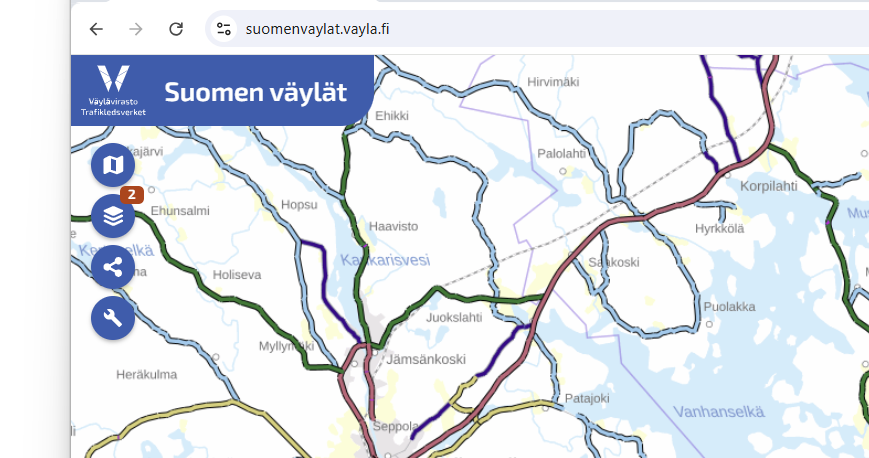 suomenvaylat.vayla.fi
Väylävirasto
Trafikledsverket
Suomen väylät
2
Hirvimäki
Ehikki
ajärvi
Palolahti
Korpilahti
Ehunsalmi
Hopsu
Haavisto
Hyrkkölä
Kankarisvesi
Saakoski
Holiseva
Juokslahti
Puolakka
Myllymäki
Jämsänkoski
Heräkulma
Patajoki
Vanhanselkä
Seppola